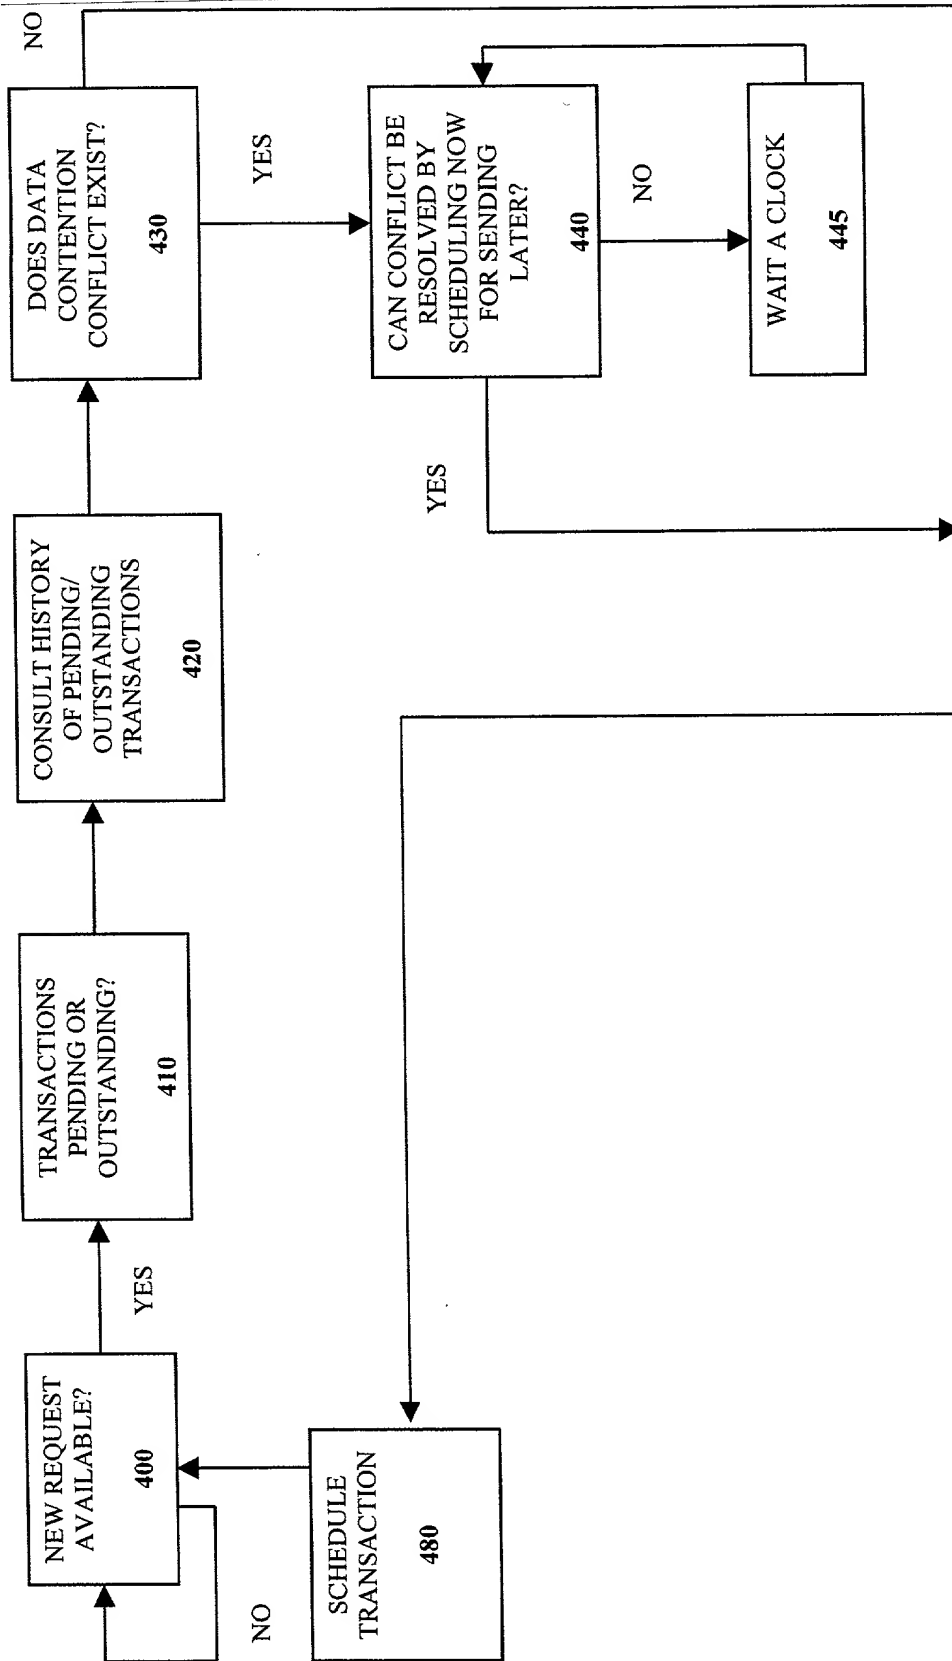 NEW REQUEST
AVAILABLE?
400
YES
NO
TRANSACTIONS
PENDING OR
OUTSTANDING?
410
CONSULT HISTORY
OF PENDING/
OUTSTANDING
TRANSACTIONS
420
DOES DATA
CONTENTION
CONFLICT EXIST?
430
NO
YES
CAN CONFLICT BE
RESOLVED BY
SCHEDULING NOW
FOR SENDING
LATER?
440
YES
NO
WAIT A CLOCK
445
SCHEDULE
TRANSACTION
480